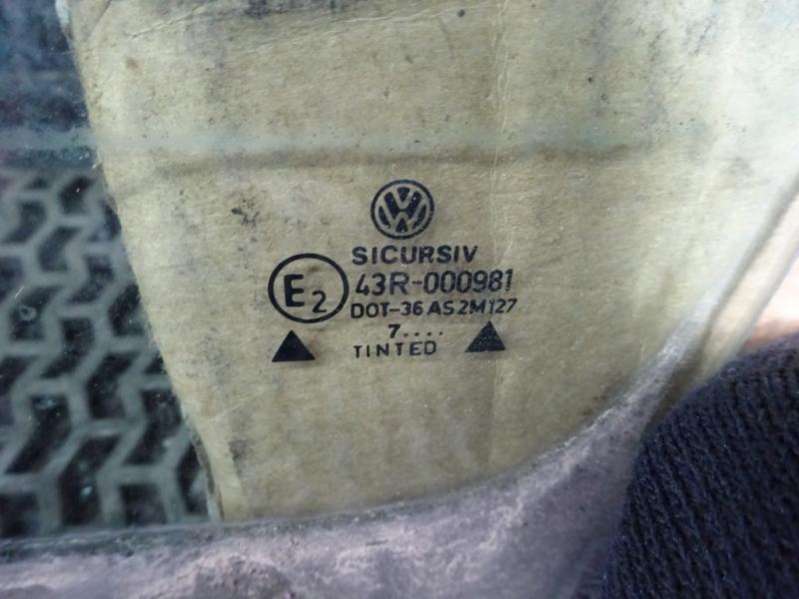 SICURSIV
E2
43R-000981
DOT-36 AS2M127
7....
TINTED